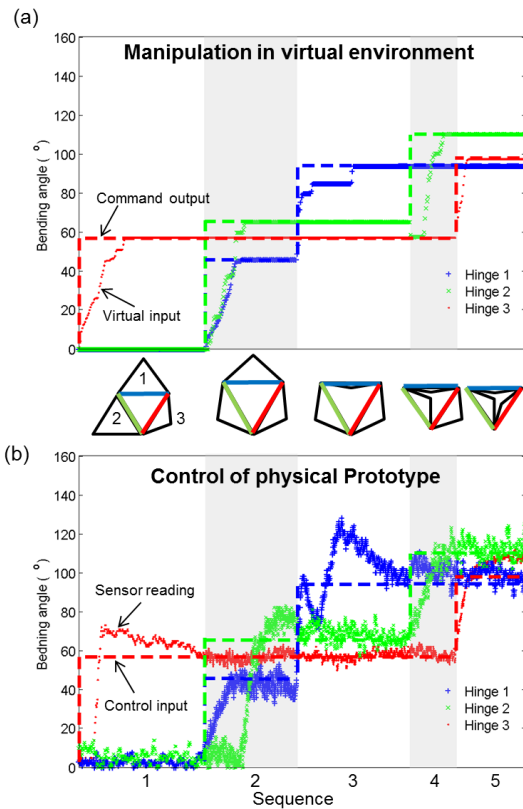 (a)
Manipulation in virtual environment
160
140
120
100
80
60
40
20
0
Bending angle ( ° )
Command output
Virtual input
Hinge 1
Hinge 2
Hinge 3
1
2
3
(b)
Control of physical Prototype
160
140
120
100
80
60
40
20
0
Bedning angle ( ° )
Sensor reading
Control input
Hinge 1
Hinge 2
Hinge 3
1 2 3 4 5
Sequence